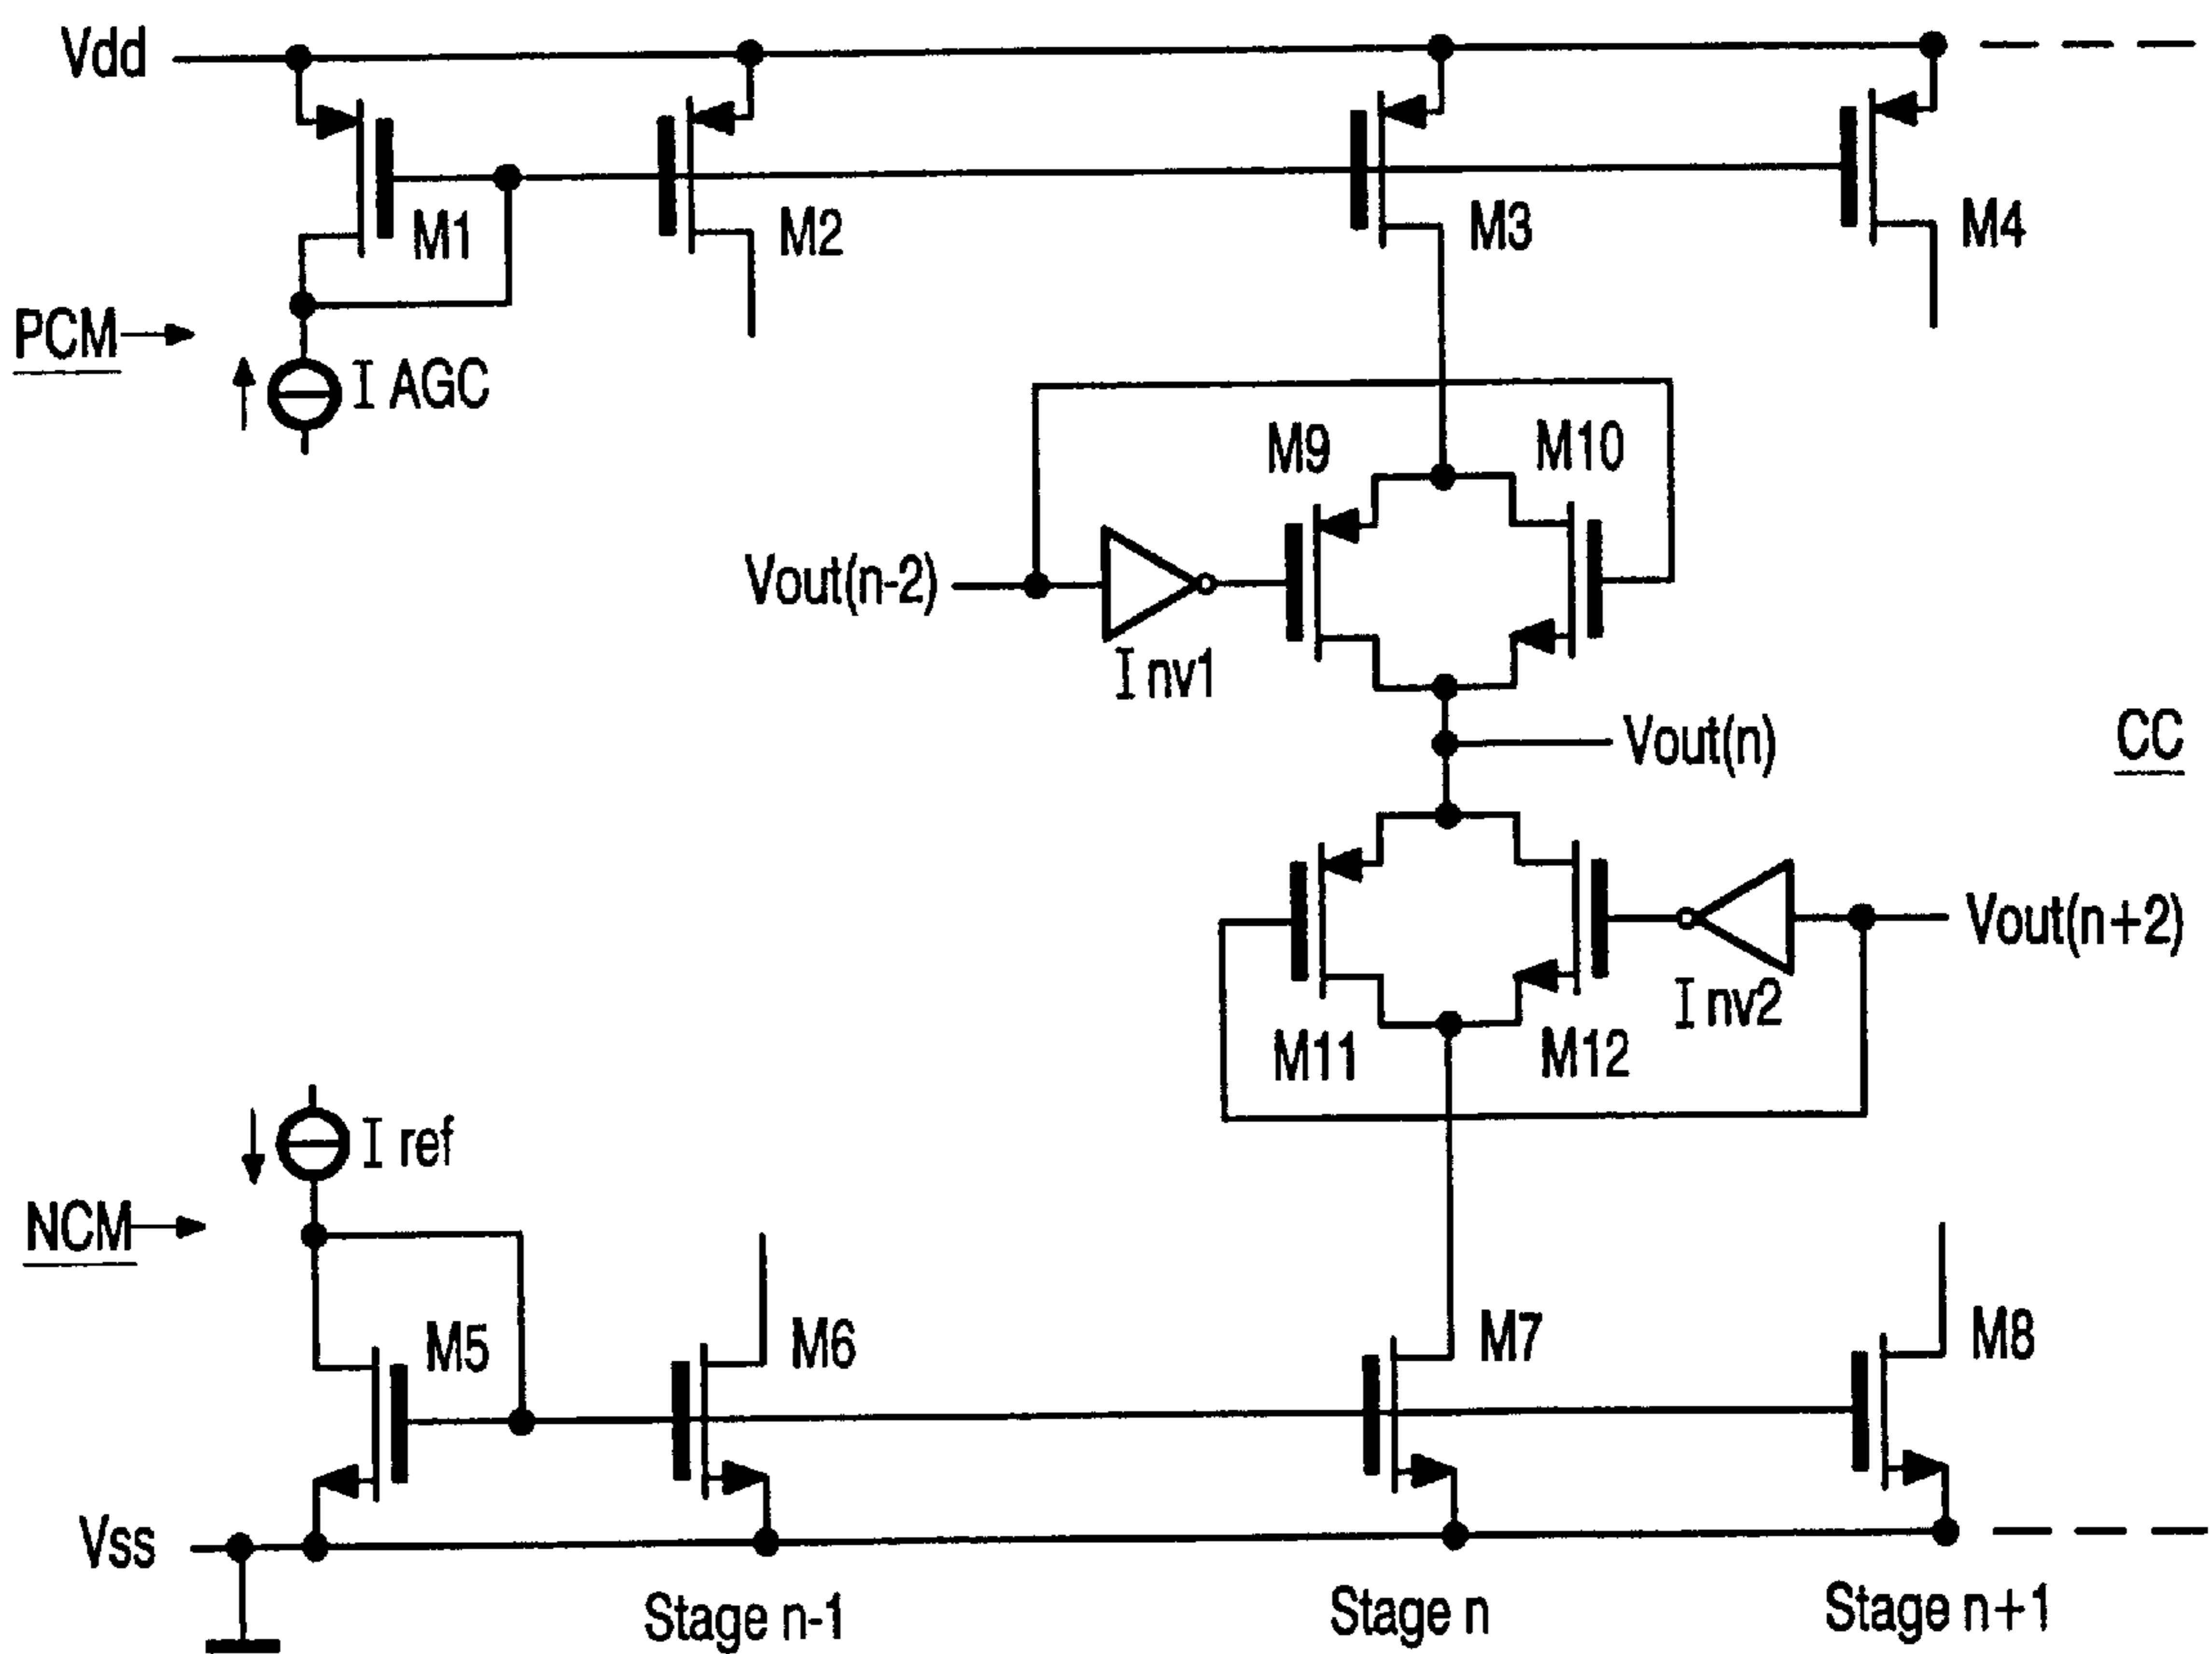 Vdd
M1
M2
M3
M4
PCM
I AGC
M9
M10
Vout(n-2)
Inv1
Vout(n)
CC
Vout(n+2)
Inv2
M11
M12
I ref
NCM
M5
M6
M7
M8
Vss
Stage n-1
Stage n
Stage n+1